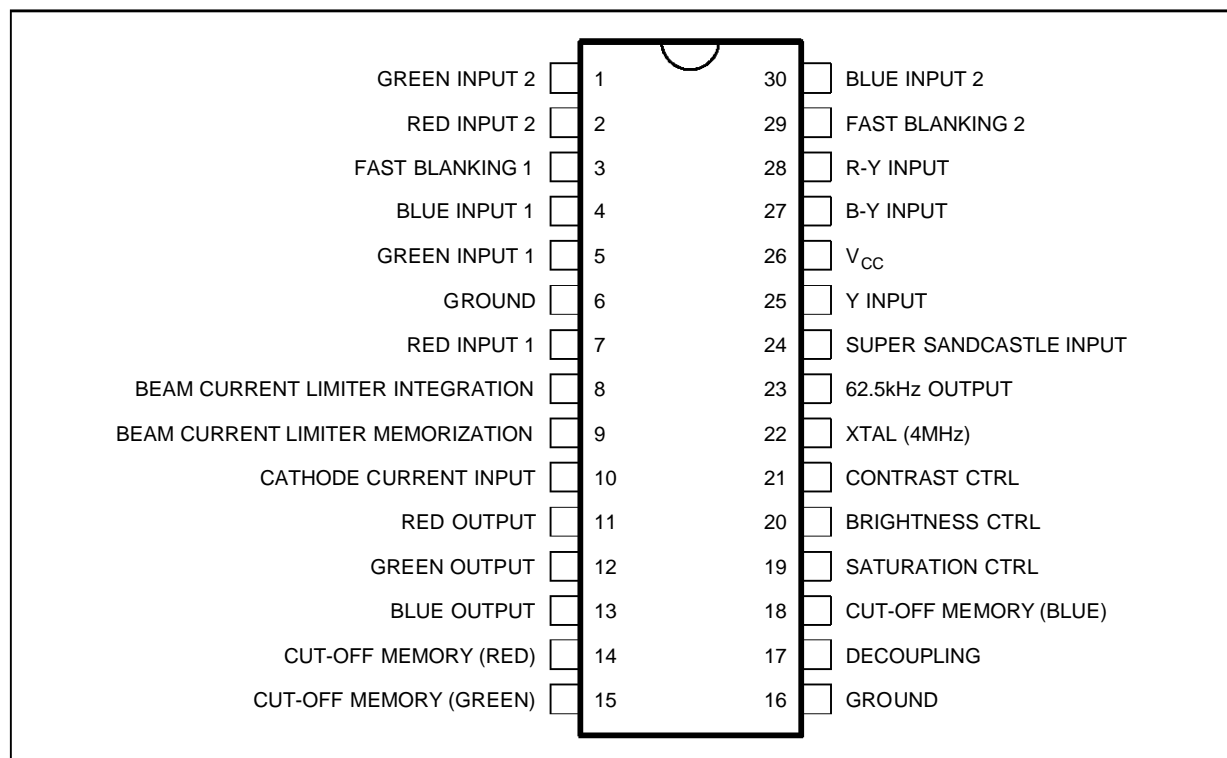 GREEN INPUT 2 1 30 BLUE INPUT 2
RED INPUT 2 2 29 FAST BLANKING 2
FAST BLANKING 1 3 28 R-Y INPUT
BLUE INPUT 1 4 27 B-Y INPUT
GREEN INPUT 1 5 26 VCC
GROUND 6 25 Y INPUT
RED INPUT 1 7 24 SUPER SANDCASTLE INPUT
BEAM CURRENT LIMITER INTEGRATION 8 23 62.5kHz OUTPUT
BEAM CURRENT LIMITER MEMORIZATION 9 22 XTAL (4MHz)
CATHODE CURRENT INPUT 10 21 CONTRAST CTRL
RED OUTPUT 11 20 BRIGHTNESS CTRL
GREEN OUTPUT 12 19 SATURATION CTRL
BLUE OUTPUT 13 18 CUT-OFF MEMORY (BLUE)
CUT-OFF MEMORY (RED) 14 17 DECOUPLING
CUT-OFF MEMORY (GREEN) 15 16 GROUND